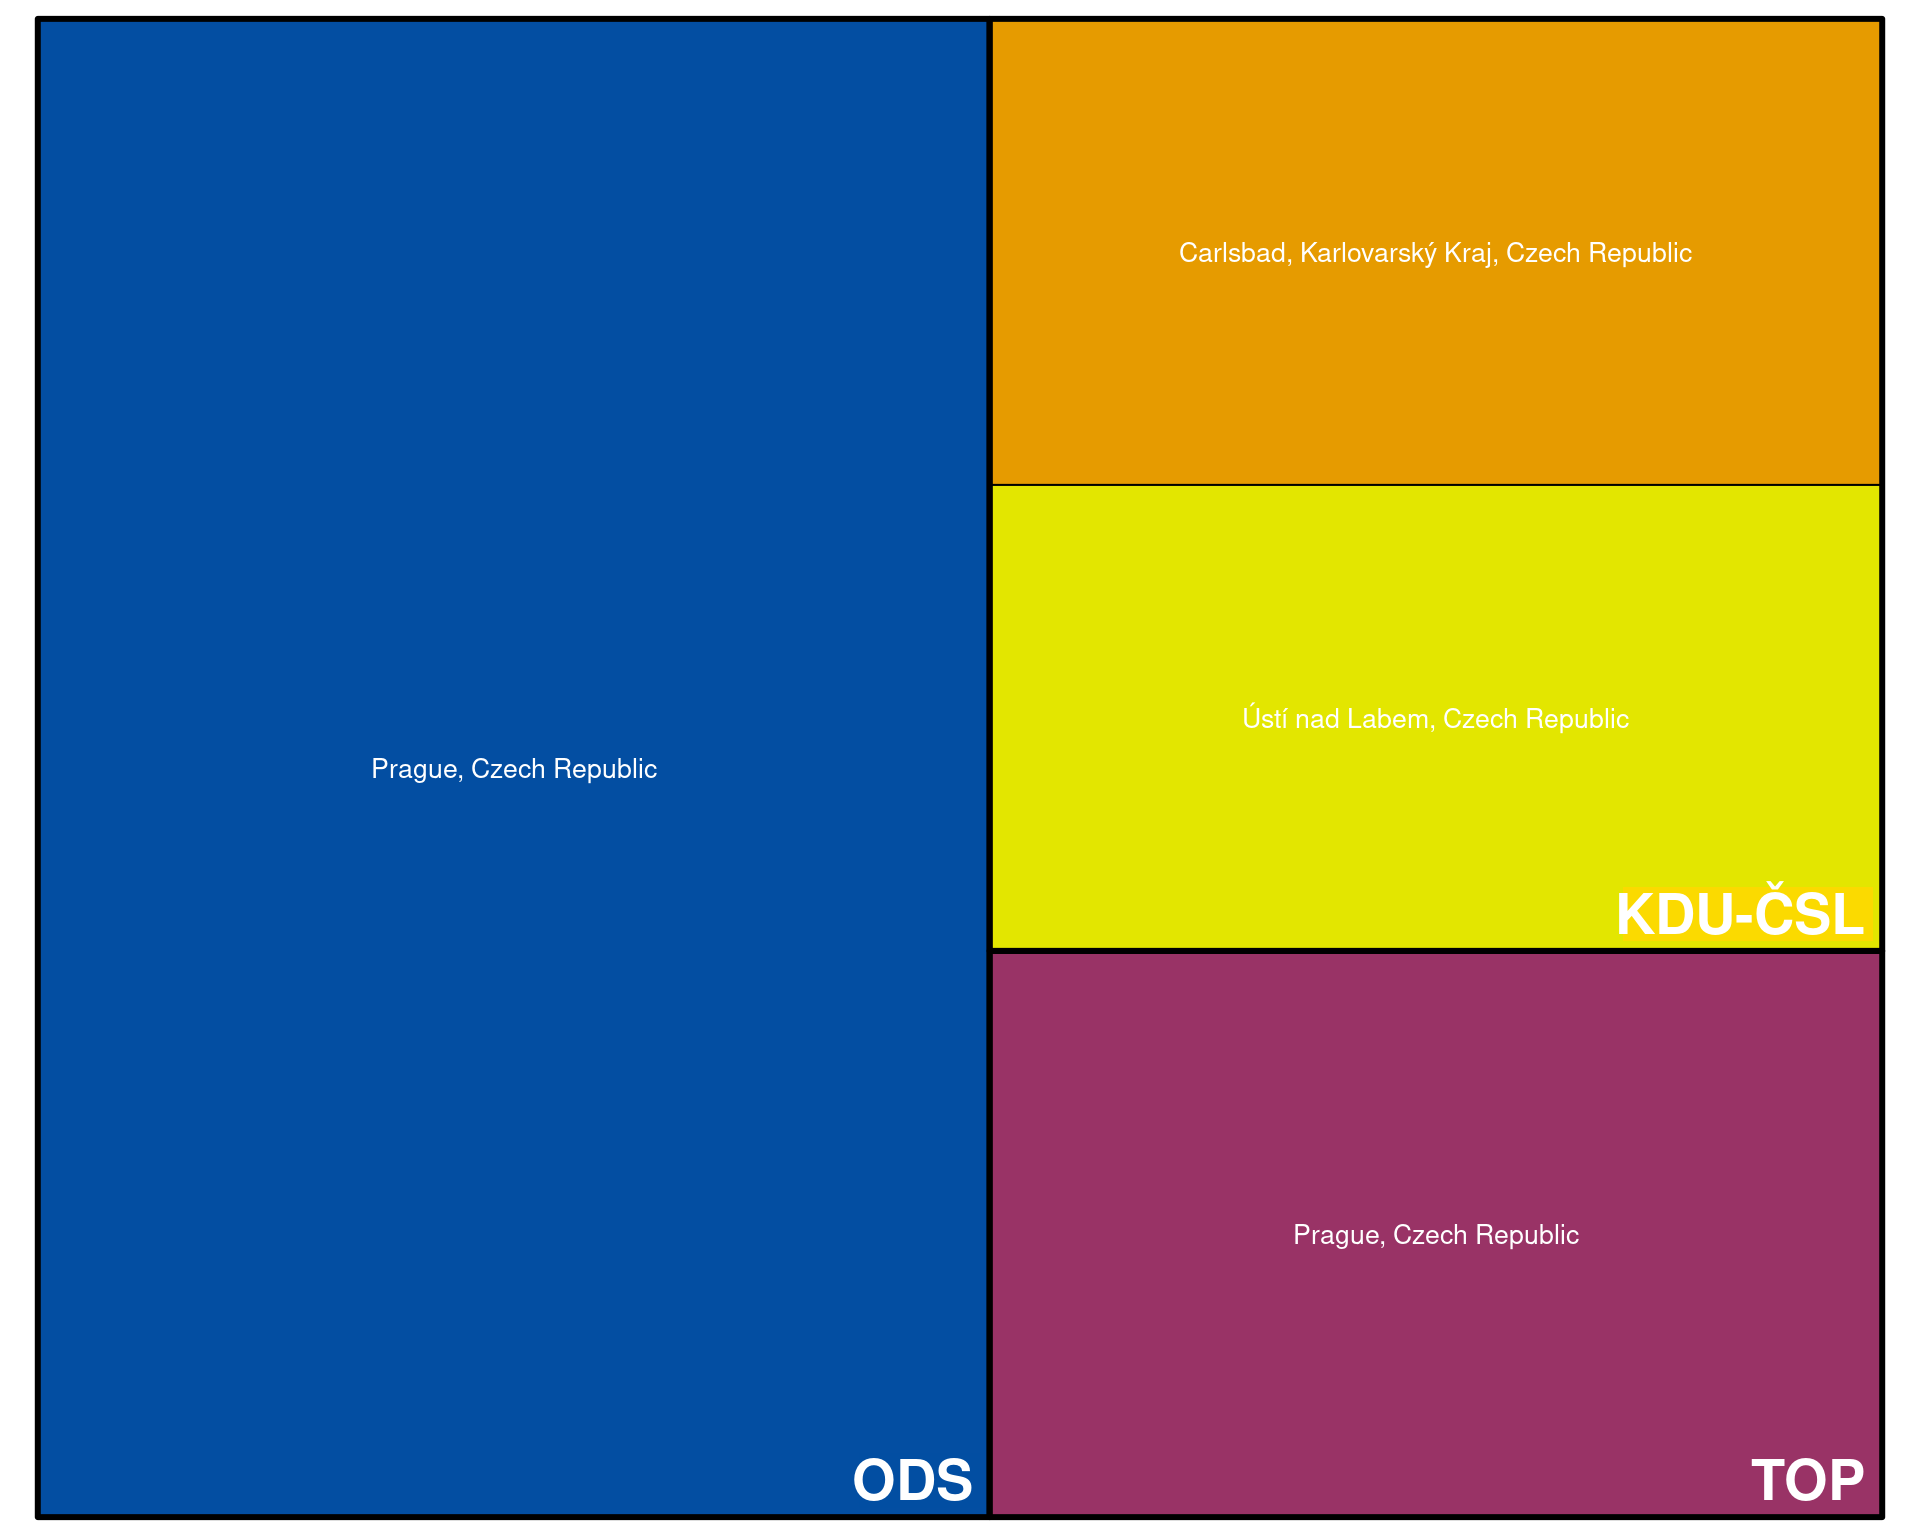 Prague, Czech Republic
ODS
Carlsbad, Karlovarský Kraj, Czech Republic
Ústí nad Labem, Czech Republic
KDU-ČSL
Prague, Czech Republic
TOP